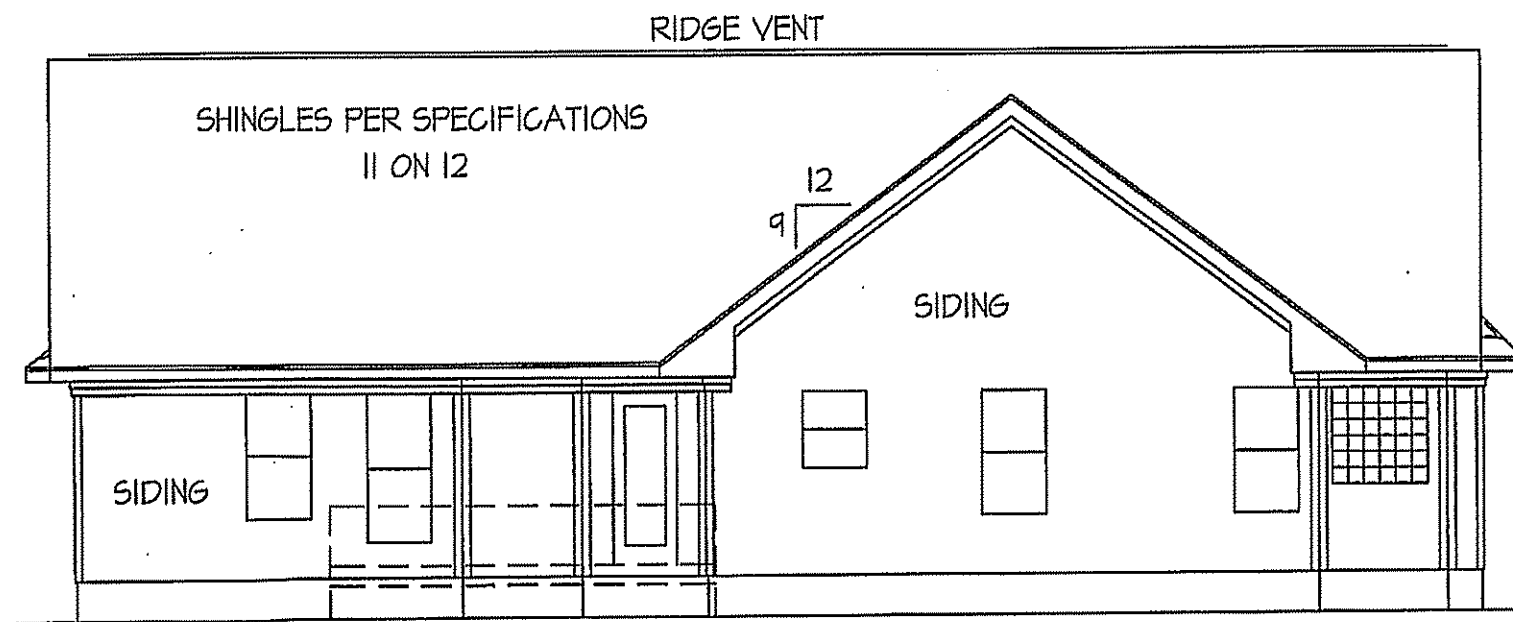 RIDGE VENT
SHINGLES PER SPECIFICATIONS
11 ON 12
12
9
SIDING
SIDING